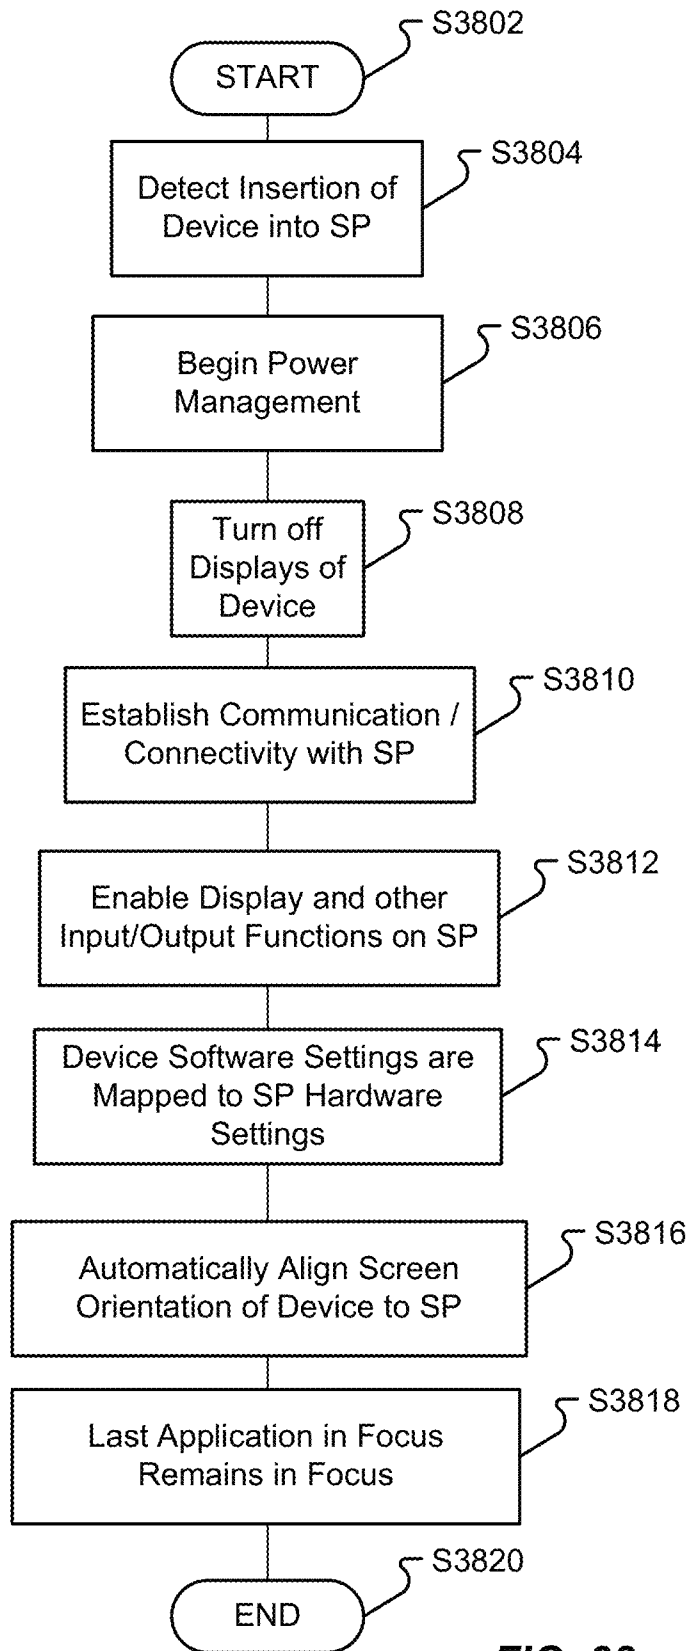 S3802
START
S3804
Detect Insertion of
Device into SP
S3806
Begin Power
Management
S3808
Turn off
Displays of
Device
S3810
Establish Communication /
Connectivity with SP
S3812
Enable Display and other
Input/Output Functions on SP
S3814
Device Software Settings are
Mapped to SP Hardware
Settings
S3816
Automatically Align Screen
Orientation of Device to SP
S3818
Last Application in Focus
Remains in Focus
S3820
END